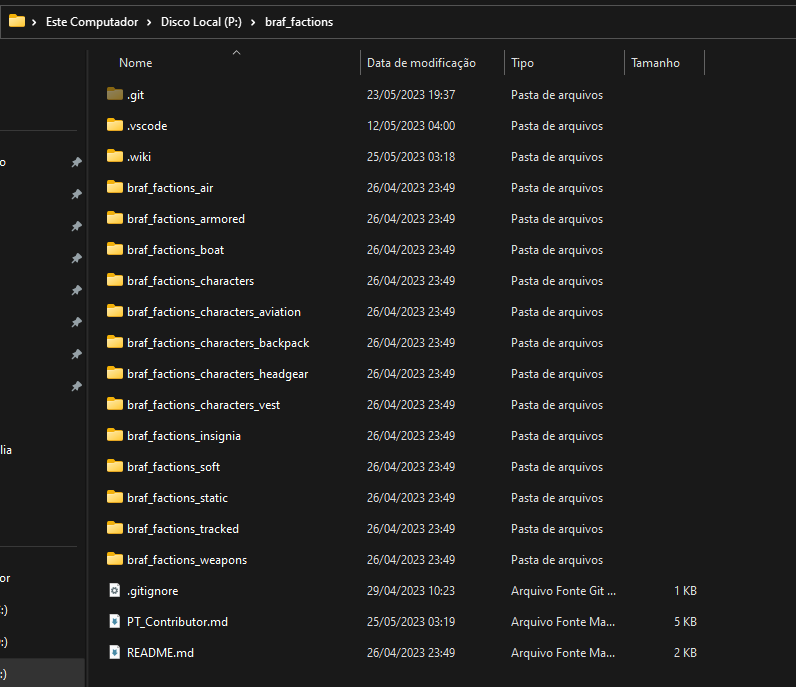 Este Computador > Disco Local (P:) > braf_factions
Nome Data de modificação Tipo Tamanho
.git 23/05/2023 19:37 Pasta de arquivos
.vscode 12/05/2023 04:00 Pasta de arquivos
.wiki 25/05/2023 03:18 Pasta de arquivos
o
braf_factions_air 26/04/2023 23:49 Pasta de arquivos
braf_factions_armored 26/04/2023 23:49 Pasta de arquivos
braf_factions_boat 26/04/2023 23:49 Pasta de arquivos
braf_factions_characters 26/04/2023 23:49 Pasta de arquivos
braf_factions_characters_aviation 26/04/2023 23:49 Pasta de arquivos
braf_factions_characters_backpack 26/04/2023 23:49 Pasta de arquivos
braf_factions_characters_headgear 26/04/2023 23:49 Pasta de arquivos
braf_factions_characters_vest 26/04/2023 23:49 Pasta de arquivos
braf_factions_insignia 26/04/2023 23:49 Pasta de arquivos
lia
braf_factions_soft 26/04/2023 23:49 Pasta de arquivos
braf_factions_static 26/04/2023 23:49 Pasta de arquivos
braf_factions_tracked 26/04/2023 23:49 Pasta de arquivos
braf_factions_weapons 26/04/2023 23:49 Pasta de arquivos
or
.gitignore 29/04/2023 10:23 Arquivo Fonte Git ... 1 KB
:)
PT_Contributor.md 25/05/2023 03:19 Arquivo Fonte Ma... 5 KB
:)
README.md 26/04/2023 23:49 Arquivo Fonte Ma... 2 KB
:)